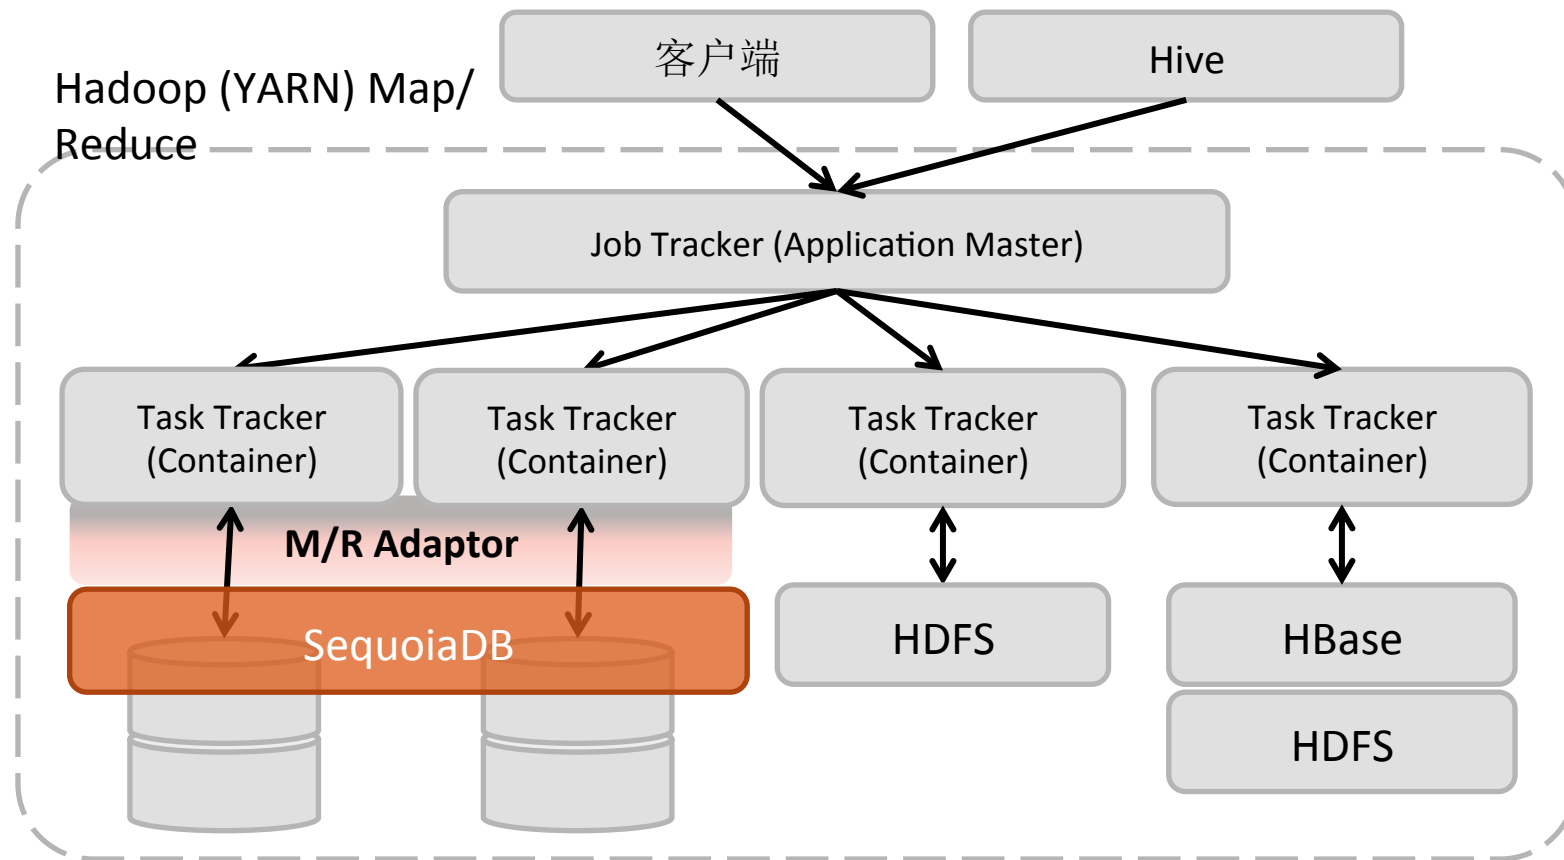 客户端
Hive
Hadoop (YARN) Map/
Reduce
Job Tracker (Application Master)
Task Tracker
(Container)
Task Tracker
(Container)
Task Tracker
(Container)
Task Tracker
(Container)
M/R Adaptor
SequoiaDB
HDFS
HBase
HDFS